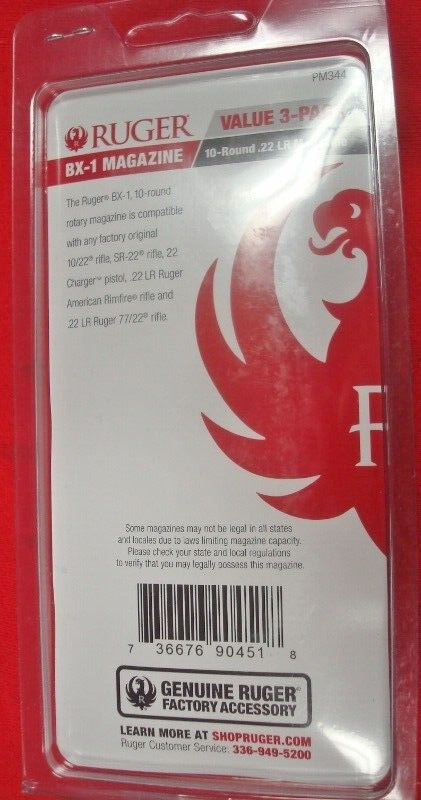 PM344
RUGER®
VALUE 3-PACK
BX-1 MAGAZINE
10-Round .22 LR
The Ruger® BX-1, 10-round
rotary magazine is compatible
with any factory original
10/22® rifle, SR-22® rifle, 22
Charger™ pistol, .22 LR Ruger
American Rimfire® rifle and
.22 LR Ruger 77/22® rifle.
Some magazines may not be legal in all states
and locales due to laws limiting magazine capacity.
Please check your state and local regulations
to verify that you may legally possess this magazine.
7 36676 90451 8
GENUINE RUGER®
FACTORY ACCESSORY
LEARN MORE AT SHOPRUGER.COM
Ruger Customer Service: 336-949-5200